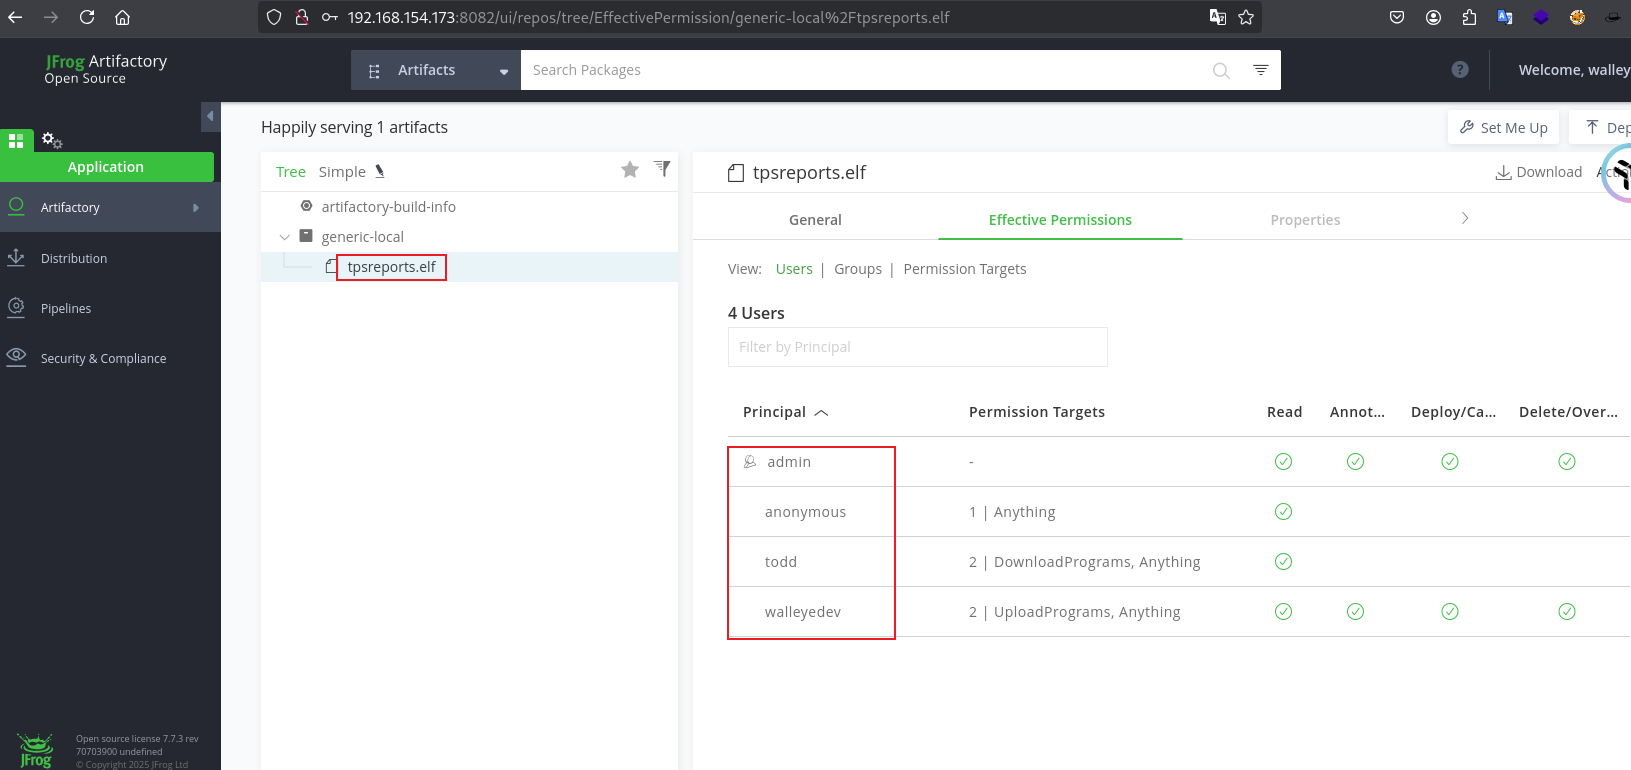 192.168.154.173:8082/ui/repos/tree/EffectivePermission/generic-local%2Ftpsreports.elf
JFrog Artifactory
Open Source
Artifacts
Search Packages
Welcome, walley
Happily serving 1 artifacts
Set Me Up
Dep
Application
Artifactory
Distribution
Pipelines
Security & Compliance
Tree Simple
artifactory-build-info
generic-local
tpsreports.elf
tpsreports.elf
Download
General
Effective Permissions
Properties
View: Users | Groups | Permission Targets
4 Users
Filter by Principal
Principal Permission Targets Read Annot... Deploy/Ca... Delete/Over...
admin -
anonymous 1 | Anything
todd 2 | DownloadPrograms, Anything
walleyedev 2 | UploadPrograms, Anything
JFrog
Open source license 7.7.3 rev
70703900 undefined
© Copyright 2025 JFrog Ltd